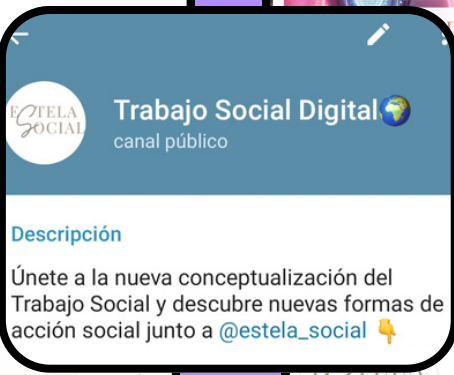 ESTELA
SOCIAL
Trabajo Social Digital🌍
canal público
Descripción
Únete a la nueva conceptualización del
Trabajo Social y descubre nuevas formas de
acción social junto a @estela_social 👇